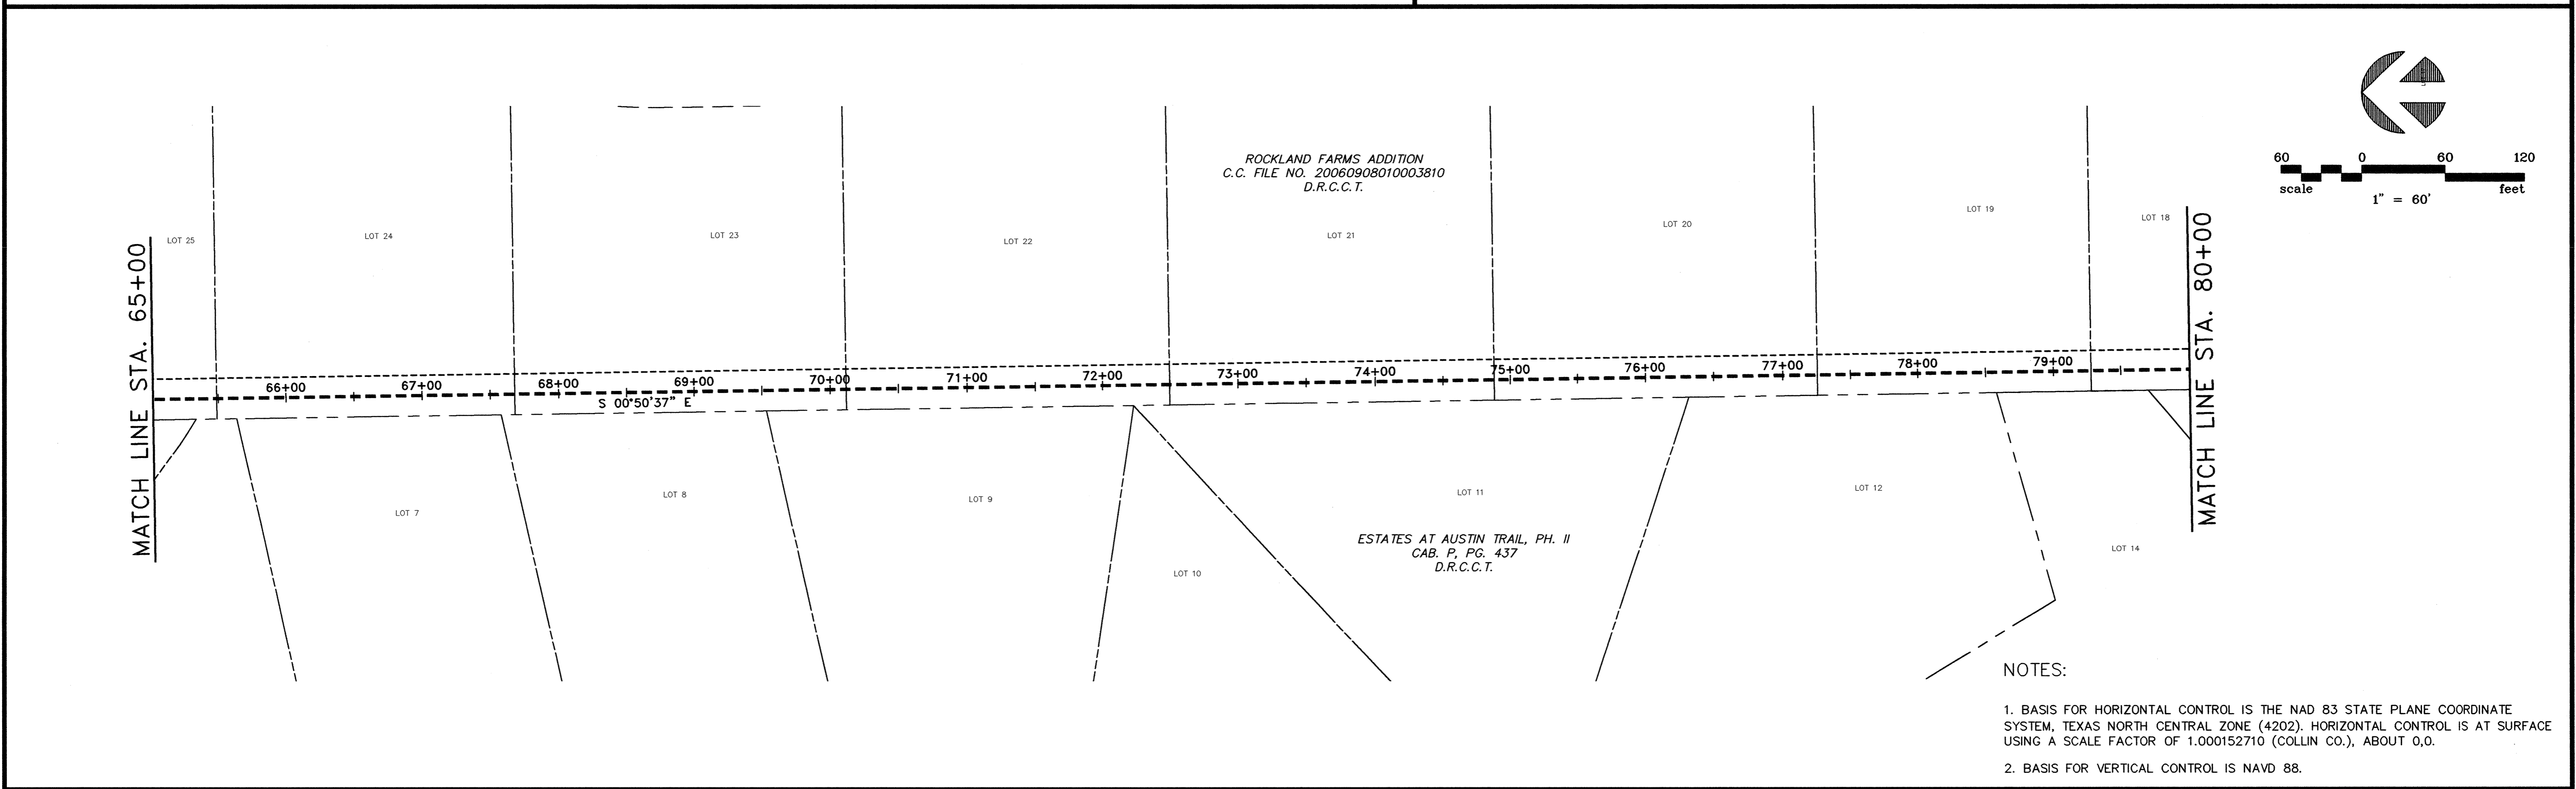 ROCKLAND FARMS ADDITION
C.C. FILE NO. 20060908010003810
D.R.C.C.T.
60 0 60 120
scale feet
1" = 60'
LOT 25
LOT 24
LOT 23
LOT 22
LOT 21
LOT 20
LOT 19
LOT 18
MATCH LINE STA. 65+00
MATCH LINE STA. 80+00
66+00
67+00
68+00
69+00
70+00
71+00
72+00
73+00
74+00
75+00
76+00
77+00
78+00
79+00
S 00°50'37" E
LOT 7
LOT 8
LOT 9
LOT 10
LOT 11
LOT 12
LOT 14
ESTATES AT AUSTIN TRAIL, PH. II
CAB. P, PG. 437
D.R.C.C.T.
NOTES:
1. BASIS FOR HORIZONTAL CONTROL IS THE NAD 83 STATE PLANE COORDINATE
SYSTEM, TEXAS NORTH CENTRAL ZONE (4202). HORIZONTAL CONTROL IS AT SURFACE
USING A SCALE FACTOR OF 1.000152710 (COLLIN CO.), ABOUT 0,0.
2. BASIS FOR VERTICAL CONTROL IS NAVD 88.